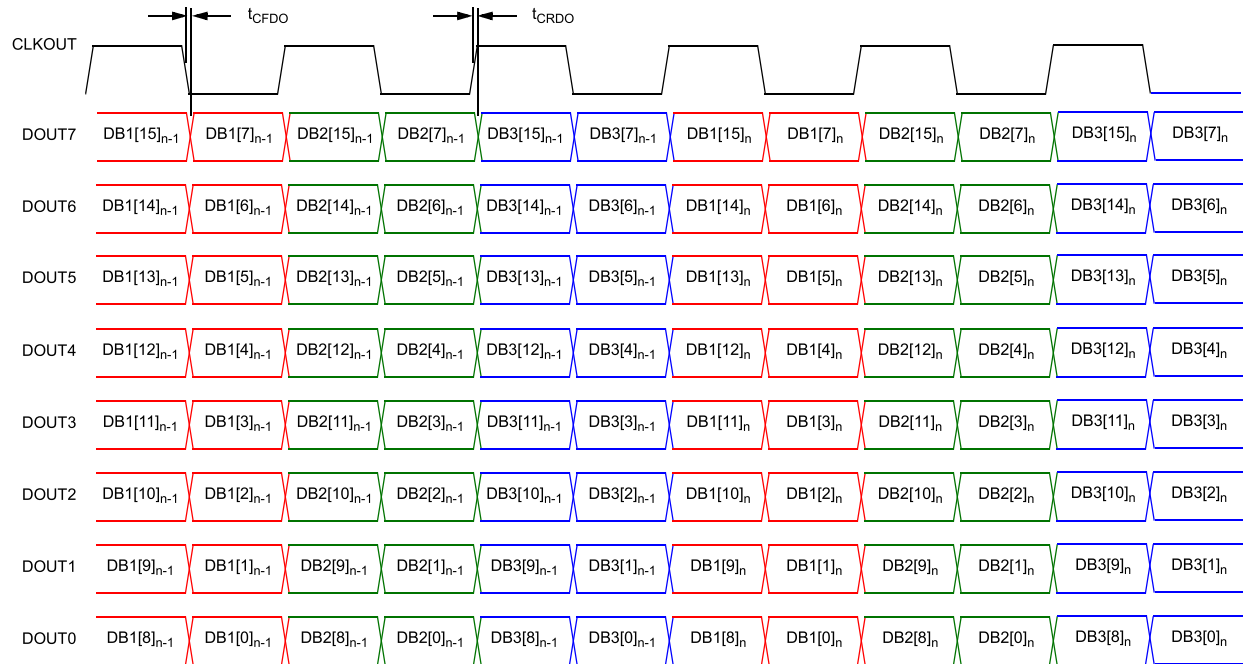 t_CFDO t_CRDO
CLKOUT
DOUT7 DB1[15]n-1 DB1[7]n-1 DB2[15]n-1 DB2[7]n-1 DB3[15]n-1 DB3[7]n-1 DB1[15]n DB1[7]n DB2[15]n DB2[7]n DB3[15]n DB3[7]n
DOUT6 DB1[14]n-1 DB1[6]n-1 DB2[14]n-1 DB2[6]n-1 DB3[14]n-1 DB3[6]n-1 DB1[14]n DB1[6]n DB2[14]n DB2[6]n DB3[14]n DB3[6]n
DOUT5 DB1[13]n-1 DB1[5]n-1 DB2[13]n-1 DB2[5]n-1 DB3[13]n-1 DB3[5]n-1 DB1[13]n DB1[5]n DB2[13]n DB2[5]n DB3[13]n DB3[5]n
DOUT4 DB1[12]n-1 DB1[4]n-1 DB2[12]n-1 DB2[4]n-1 DB3[12]n-1 DB3[4]n-1 DB1[12]n DB1[4]n DB2[12]n DB2[4]n DB3[12]n DB3[4]n
DOUT3 DB1[11]n-1 DB1[3]n-1 DB2[11]n-1 DB2[3]n-1 DB3[11]n-1 DB3[3]n-1 DB1[11]n DB1[3]n DB2[11]n DB2[3]n DB3[11]n DB3[3]n
DOUT2 DB1[10]n-1 DB1[2]n-1 DB2[10]n-1 DB2[2]n-1 DB3[10]n-1 DB3[2]n-1 DB1[10]n DB1[2]n DB2[10]n DB2[2]n DB3[10]n DB3[2]n
DOUT1 DB1[9]n-1 DB1[1]n-1 DB2[9]n-1 DB2[1]n-1 DB3[9]n-1 DB3[1]n-1 DB1[9]n DB1[1]n DB2[9]n DB2[1]n DB3[9]n DB3[1]n
DOUT0 DB1[8]n-1 DB1[0]n-1 DB2[8]n-1 DB2[0]n-1 DB3[8]n-1 DB3[0]n-1 DB1[8]n DB1[0]n DB2[8]n DB2[0]n DB3[8]n DB3[0]n